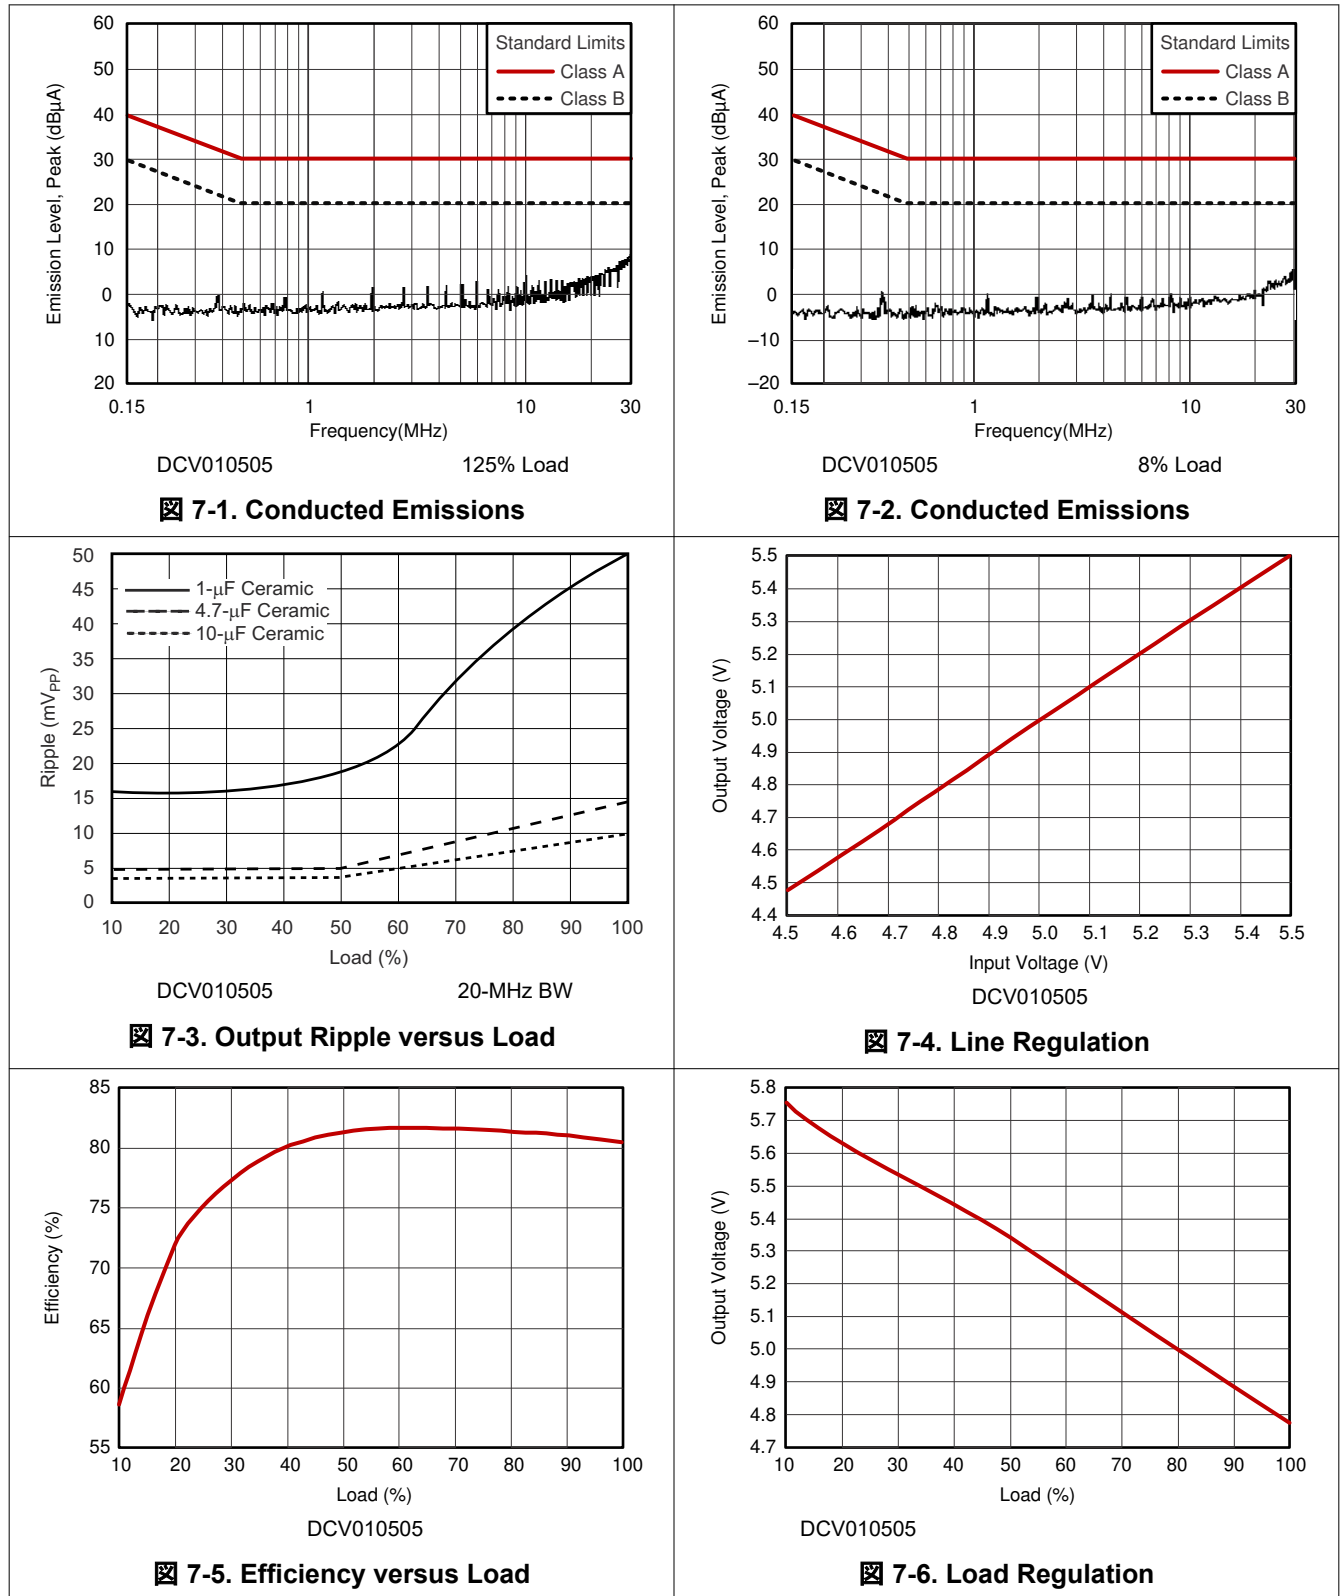 60
50
40
30
20
10
0
10
20
Emission Level, Peak (dBµA)
Standard Limits
Class A
Class B
0.15
1
10
30
Frequency(MHz)
DCV010505
125% Load
図 7-1. Conducted Emissions
60
50
40
30
20
10
0
–10
–20
Emission Level, Peak (dBµA)
Standard Limits
Class A
Class B
0.15
1
10
30
Frequency(MHz)
DCV010505
8% Load
図 7-2. Conducted Emissions
50
45
40
35
30
25
20
15
10
5
0
Ripple (mVPP)
1-µF Ceramic
4.7-µF Ceramic
10-µF Ceramic
10 20 30 40 50 60 70 80 90 100
Load (%)
DCV010505
20-MHz BW
図 7-3. Output Ripple versus Load
5.5
5.4
5.3
5.2
5.1
5.0
4.9
4.8
4.7
4.6
4.5
4.4
Output Voltage (V)
4.5 4.6 4.7 4.8 4.9 5.0 5.1 5.2 5.3 5.4 5.5
Input Voltage (V)
DCV010505
図 7-4. Line Regulation
85
80
75
70
65
60
55
Efficiency (%)
10 20 30 40 50 60 70 80 90 100
Load (%)
DCV010505
図 7-5. Efficiency versus Load
5.8
5.7
5.6
5.5
5.4
5.3
5.2
5.1
5.0
4.9
4.8
4.7
Output Voltage (V)
10 20 30 40 50 60 70 80 90 100
Load (%)
DCV010505
図 7-6. Load Regulation